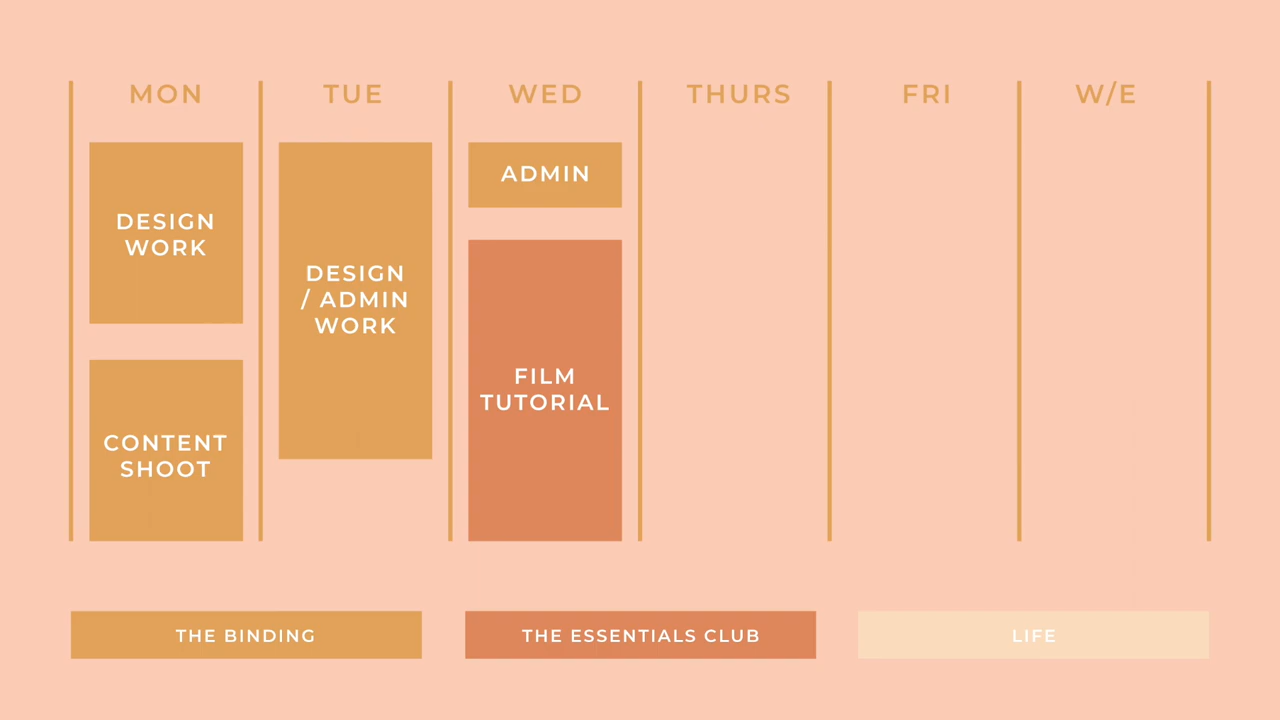 MON
TUE
WED
THURS
FRI
W/E
DESIGN
WORK
CONTENT
SHOOT
DESIGN
/ ADMIN
WORK
ADMIN
FILM
TUTORIAL
THE BINDING
THE ESSENTIALS CLUB
LIFE